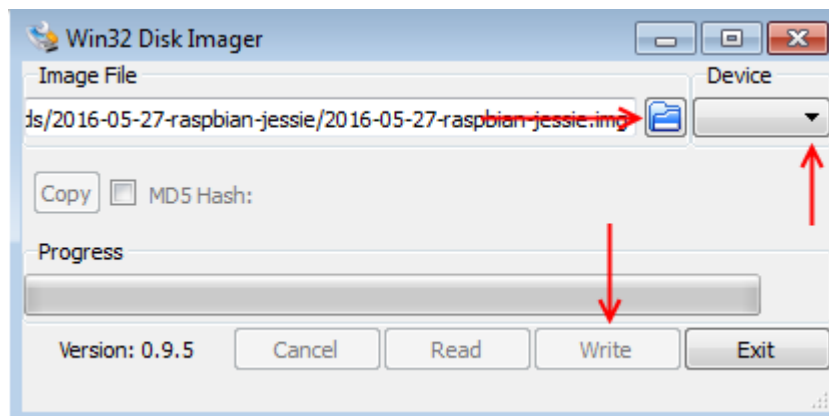 Win32 Disk Imager
Image File
Device
ds/2016-05-27-raspbian-jessie/2016-05-27-raspbian-jessie.img
Copy
MD5 Hash:
Progress
Version: 0.9.5
Cancel
Read
Write
Exit